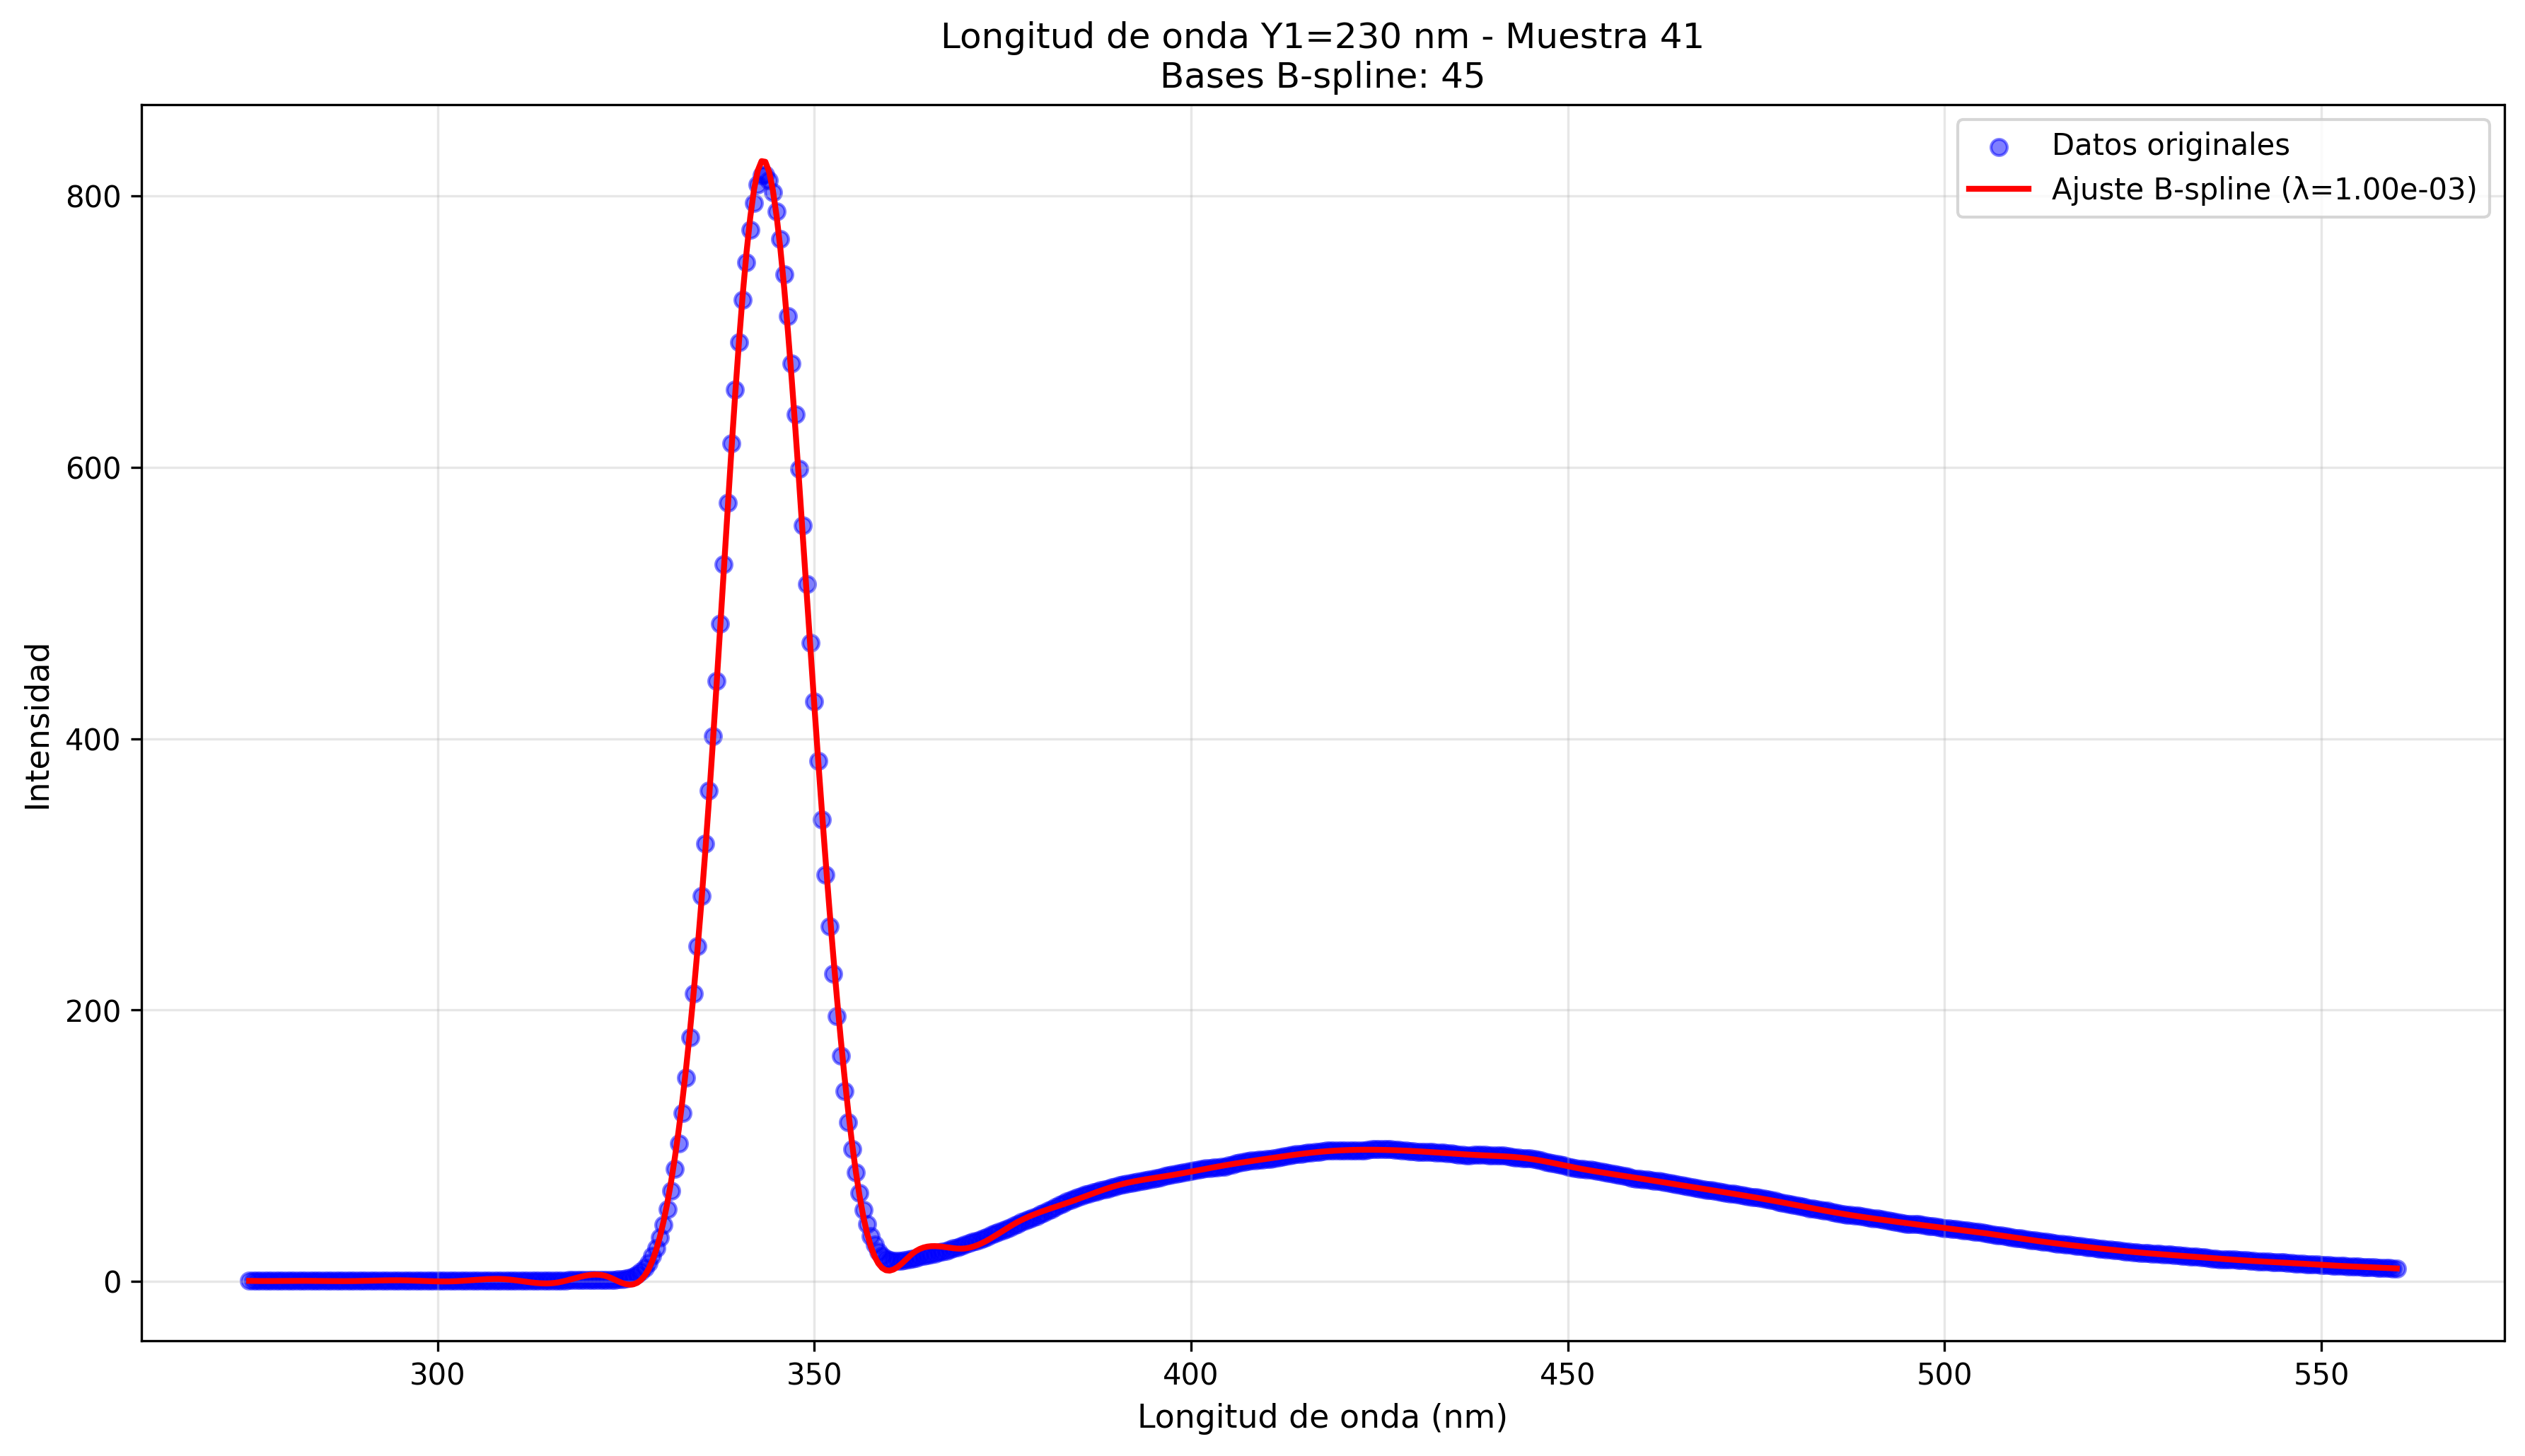 Longitud de onda Y1=230 nm - Muestra 41
Bases B-spline: 45
Datos originales
Ajuste B-spline (λ=1.00e-03)
Intensidad
800
600
400
200
0
300
350
400
450
500
550
Longitud de onda (nm)